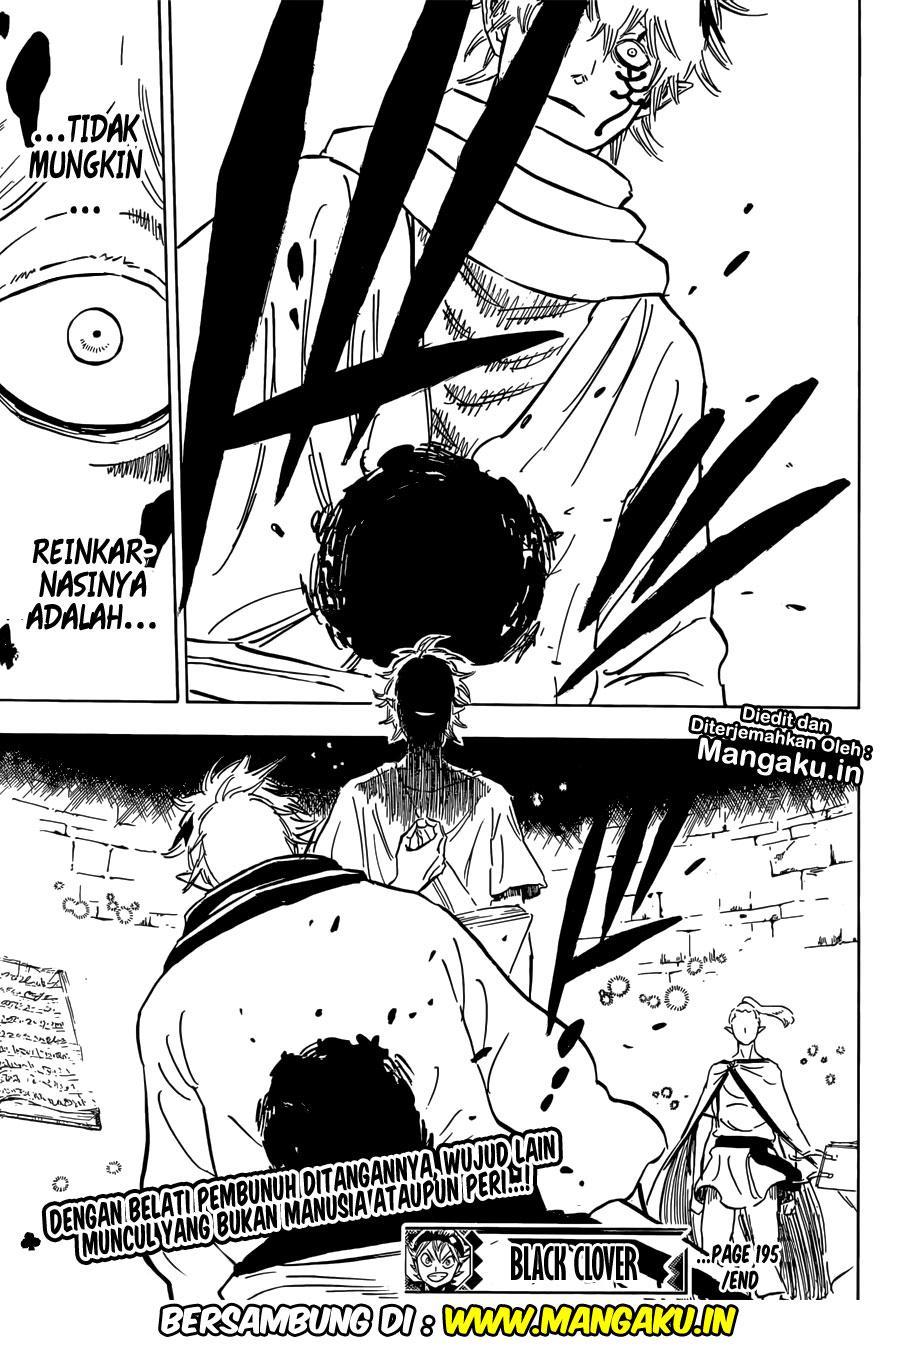 ...TIDAK
MUNGKIN
...
REINKAR-
NASINYA
ADALAH...
Diedit dan
Diterjemahkan Oleh :
Mangaku.in
DENGAN BELATI PEMBUNUH DITANGANNYA, WUJUD LAIN
MUNCUL YANG BUKAN MANUSIA ATAUPUN PERI...!
BLACK CLOVER
...PAGE 195
/END
BERSAMBUNG DI : WWW.MANGAKU.IN